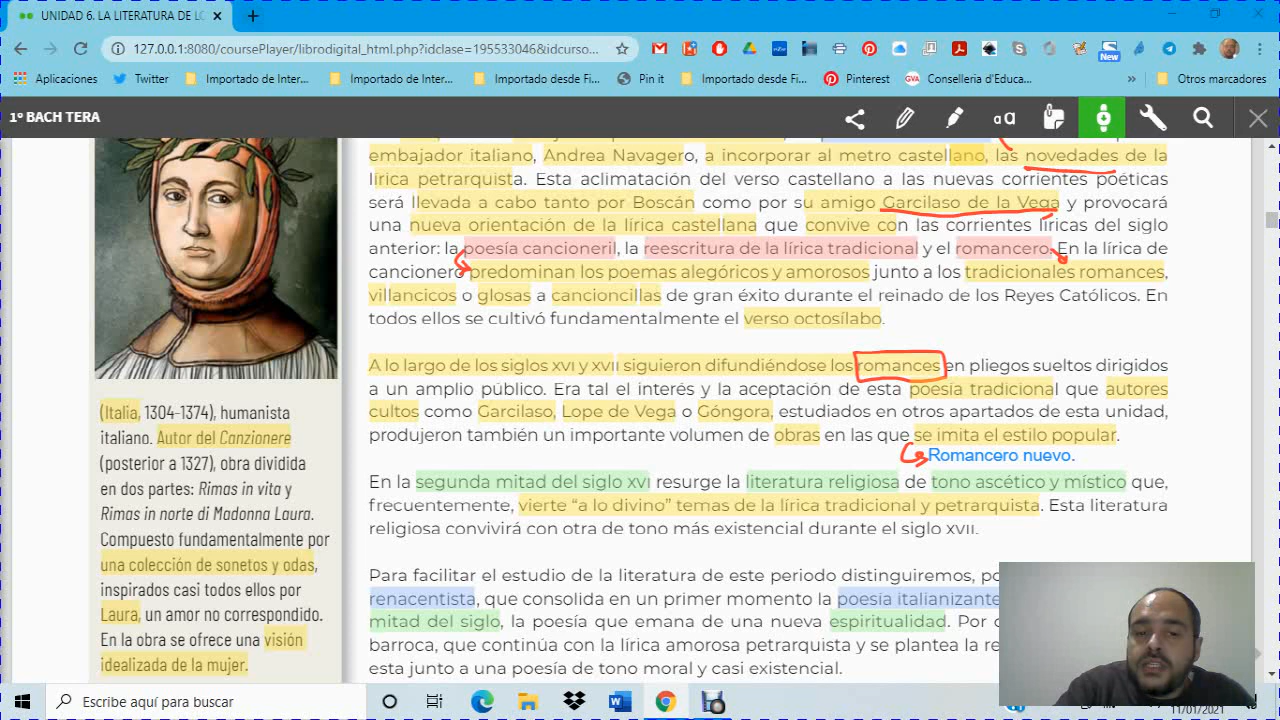 UNIDAD 6. LA LITERATURA DE LO
127.0.0.1:8080/coursePlayer/librodigital_html.php?idclase=195533046&idcurso...
New
Aplicaciones Twitter Importado de Inter... Importado de Inter... Importado desde Fi... Pin it Importado desde Fi... Pinterest GVA Conselleria d'Educa... » Otros marcadores
1º BACH TERA
aa
embajador italiano, Andrea Navagero, a incorporar al metro castellano, las novedades de la
lírica petrarquista. Esta aclimatación del verso castellano a las nuevas corrientes poéticas
será llevada a cabo tanto por Boscán como por su amigo Garcilaso de la Vega y provocará
una nueva orientación de la lírica castellana que convive con las corrientes líricas del siglo
anterior: la poesía cancioneril, la reescritura de la lírica tradicional y el romancero. En la lírica de
cancionero predominan los poemas alegóricos y amorosos junto a los tradicionales romances,
villancicos o glosas a cancioncillas de gran éxito durante el reinado de los Reyes Católicos. En
todos ellos se cultivó fundamentalmente el verso octosílabo.
A lo largo de los siglos XVI y XVII siguieron difundiéndose los romances en pliegos sueltos dirigidos
a un amplio público. Era tal el interés y la aceptación de esta poesía tradicional que autores
cultos como Garcilaso, Lope de Vega o Góngora, estudiados en otros apartados de esta unidad,
produjeron también un importante volumen de obras en las que se imita el estilo popular.
Romancero nuevo.
En la segunda mitad del siglo XVI resurge la literatura religiosa de tono ascético y místico que,
frecuentemente, vierte “a lo divino” temas de la lírica tradicional y petrarquista. Esta literatura
religiosa convivirá con otra de tono más existencial durante el siglo XVII.
Para facilitar el estudio de la literatura de este periodo distinguiremos,
renacentista, que consolida en un primer momento la poesía italianizante
mitad del siglo, la poesía que emana de una nueva espiritualidad. Por
barroca, que continúa con la lírica amorosa petrarquista y se plantea la
esta junto a una poesía de tono moral y casi existencial.
(Italia, 1304-1374), humanista
italiano. Autor del Canzionere
(posterior a 1327), obra dividida
en dos partes: Rimas in vita y
Rimas in norte di Madonna Laura.
Compuesto fundamentalmente por
una colección de sonetos y odas,
inspirados casi todos ellos por
Laura, un amor no correspondido.
En la obra se ofrece una visión
idealizada de la mujer.
Escribe aquí para buscar
11/01/2021